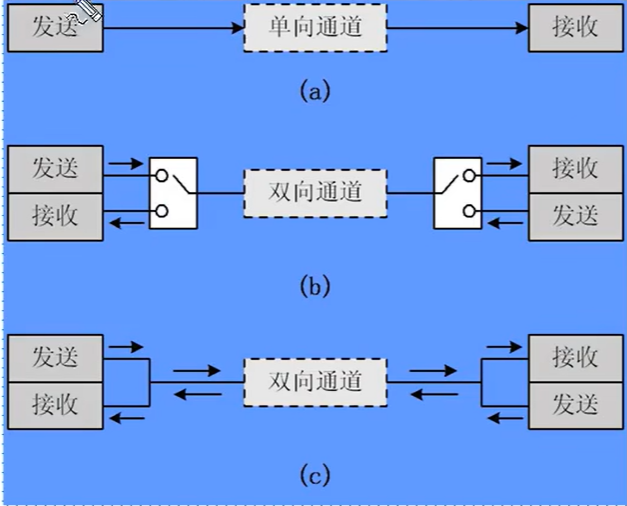 发送 单向通道 接收
(a)
发送 接收
双向通道
接收 发送
(b)
发送 接收
双向通道
接收 发送
(c)